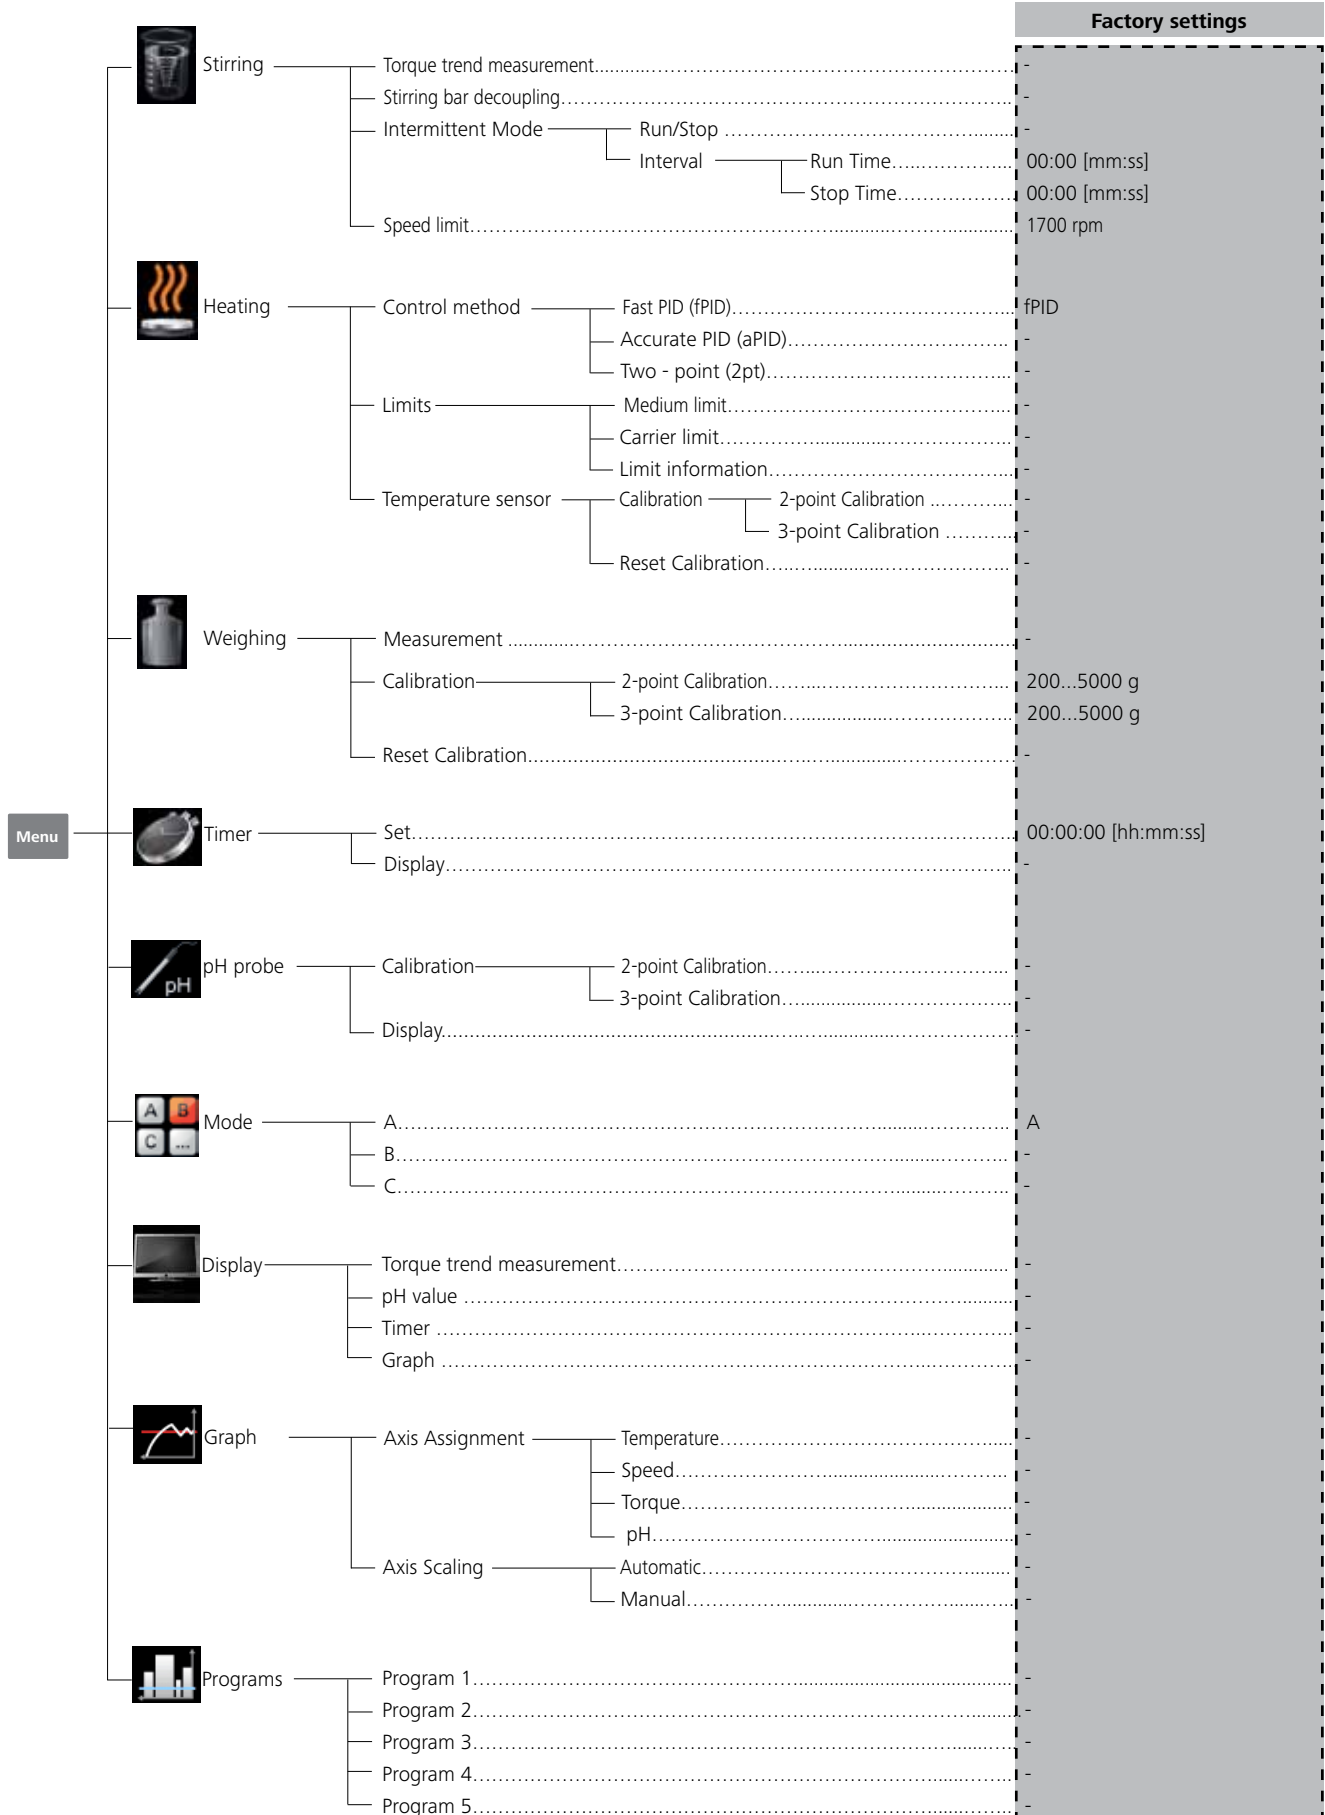 Factory settings
Stirring Torque trend measurement -
Stirring bar decoupling -
Intermittent Mode Run/Stop -
Interval Run Time 00:00 [mm:ss]
Stop Time 00:00 [mm:ss]
Speed limit 1700 rpm
Heating Control method Fast PID (fPID) fPID
Accurate PID (aPID) -
Two - point (2pt) -
Limits Medium limit -
Carrier limit -
Limit information -
Temperature sensor Calibration 2-point Calibration -
3-point Calibration -
Reset Calibration -
Weighing Measurement -
Calibration 2-point Calibration 200...5000 g
3-point Calibration 200...5000 g
Reset Calibration -
Menu Timer Set 00:00:00 [hh:mm:ss]
Display -
pH pH probe Calibration 2-point Calibration -
3-point Calibration -
Display -
A B
C ... Mode A A
B -
C -
Display Torque trend measurement -
pH value -
Timer -
Graph -
Graph Axis Assignment Temperature -
Speed -
Torque -
pH -
Axis Scaling Automatic -
Manual -
Programs Program 1 -
Program 2 -
Program 3 -
Program 4 -
Program 5 -